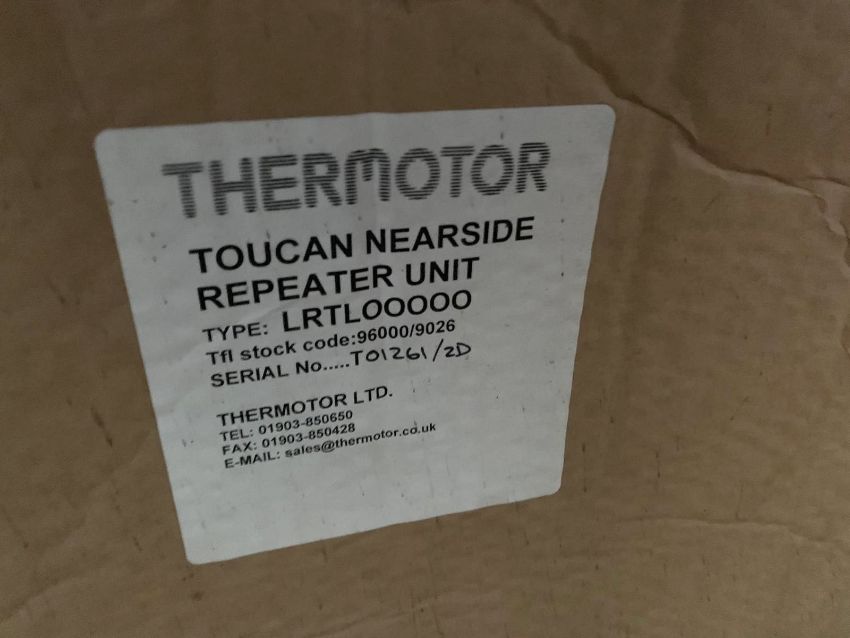 THERMOTOR
TOUCAN NEARSIDE
REPEATER UNIT
TYPE: LRTLOOOOO
Tfl stock code:96000/9026
SERIAL No.....T01261/2D
THERMOTOR LTD.
TEL: 01903-850650
FAX: 01903-850428
E-MAIL: sales@thermotor.co.uk